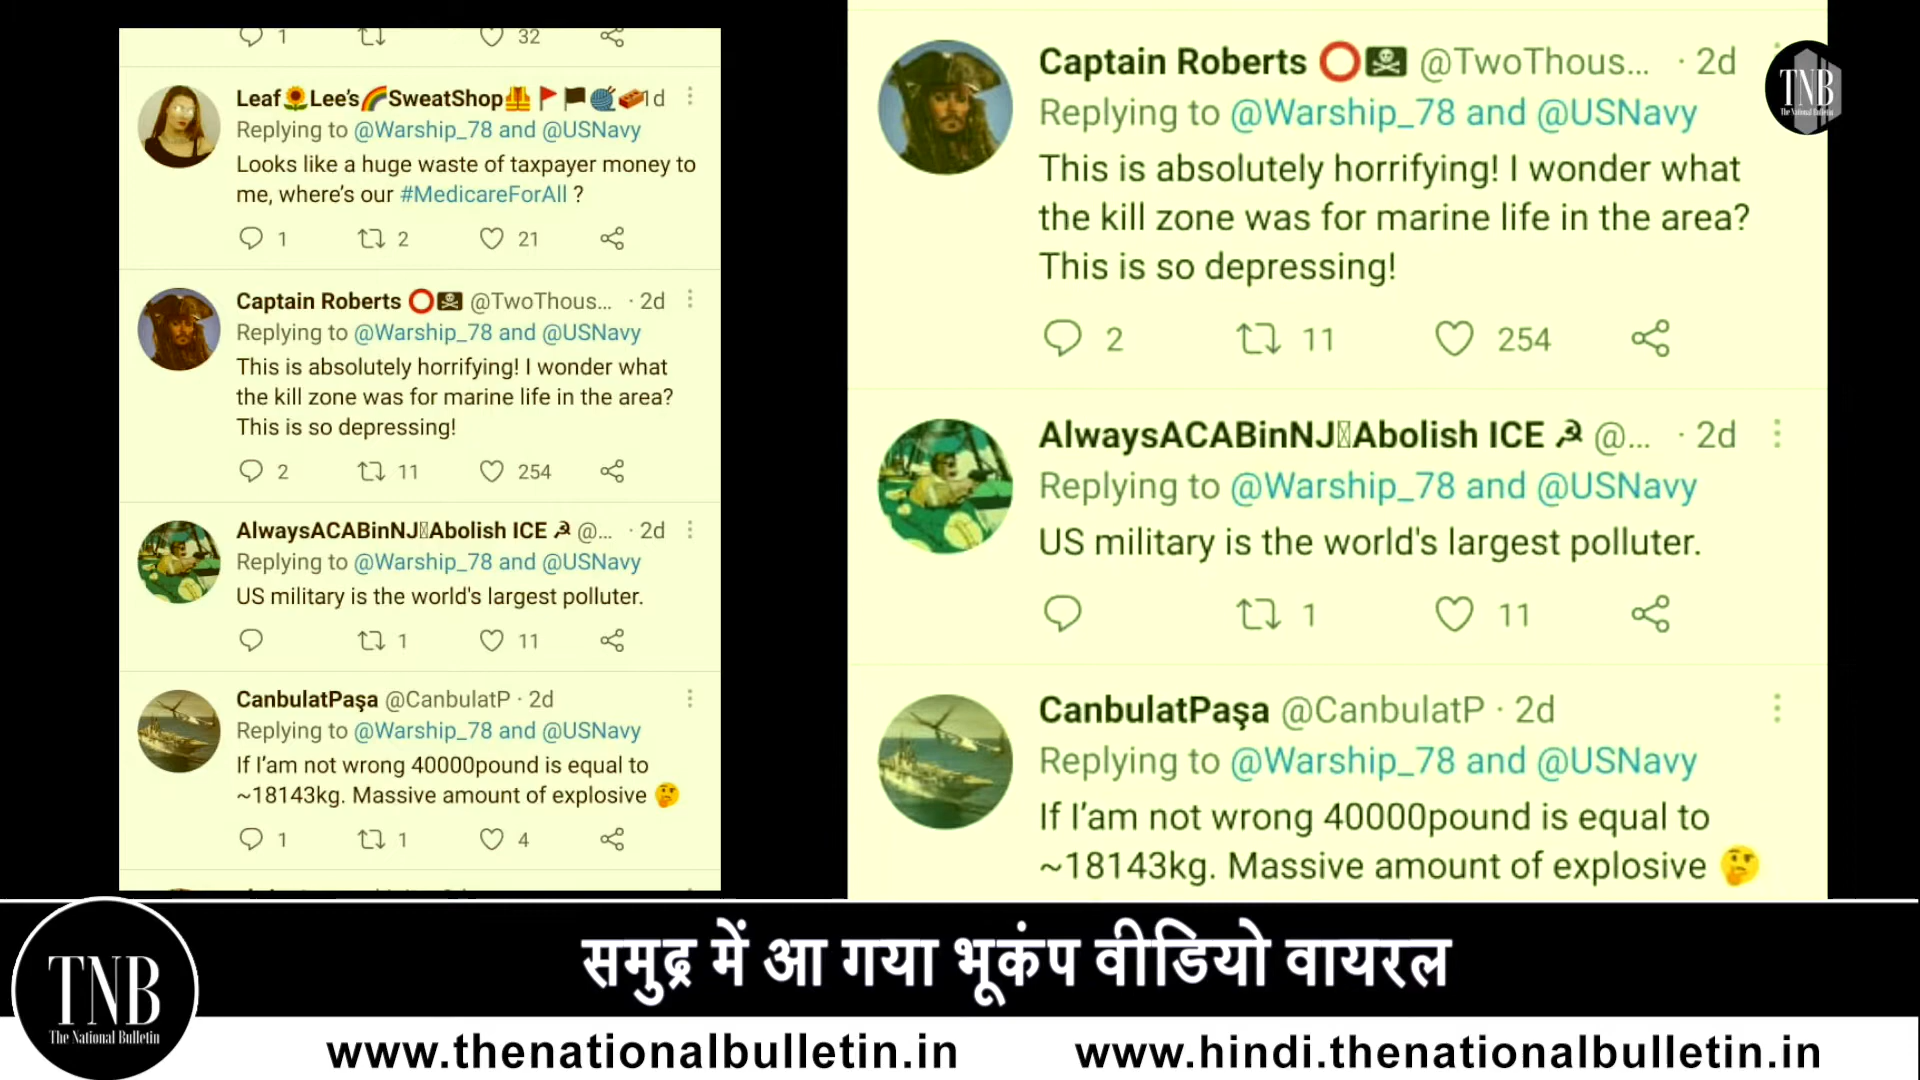 1 32
Leaf🌻Lee's🌈SweatShop🦺🚩🏴🧶🧱1d
Replying to @Warship_78 and @USNavy
Looks like a huge waste of taxpayer money to
me, where's our #MedicareForAll ?
1 2 21
Captain Roberts ⭕🏴‍☠️ @TwoThous... · 2d
Replying to @Warship_78 and @USNavy
This is absolutely horrifying! I wonder what
the kill zone was for marine life in the area?
This is so depressing!
2 11 254
AlwaysACABinNJ▯Abolish ICE ☭ @... · 2d
Replying to @Warship_78 and @USNavy
US military is the world's largest polluter.
1 11
CanbulatPaşa @CanbulatP · 2d
Replying to @Warship_78 and @USNavy
If I'am not wrong 40000pound is equal to
~18143kg. Massive amount of explosive 🤔
1 1 4
Captain Roberts ⭕🏴‍☠️ @TwoThous... · 2d
Replying to @Warship_78 and @USNavy
This is absolutely horrifying! I wonder what
the kill zone was for marine life in the area?
This is so depressing!
2 11 254
AlwaysACABinNJ▯Abolish ICE ☭ @... · 2d
Replying to @Warship_78 and @USNavy
US military is the world's largest polluter.
1 11
CanbulatPaşa @CanbulatP · 2d
Replying to @Warship_78 and @USNavy
If I'am not wrong 40000pound is equal to
~18143kg. Massive amount of explosive 🤔
TNB
The National Bulletin
समुद्र में आ गया भूकंप वीडियो वायरल
TNB
The National Bulletin
www.thenationalbulletin.in www.hindi.thenationalbulletin.in